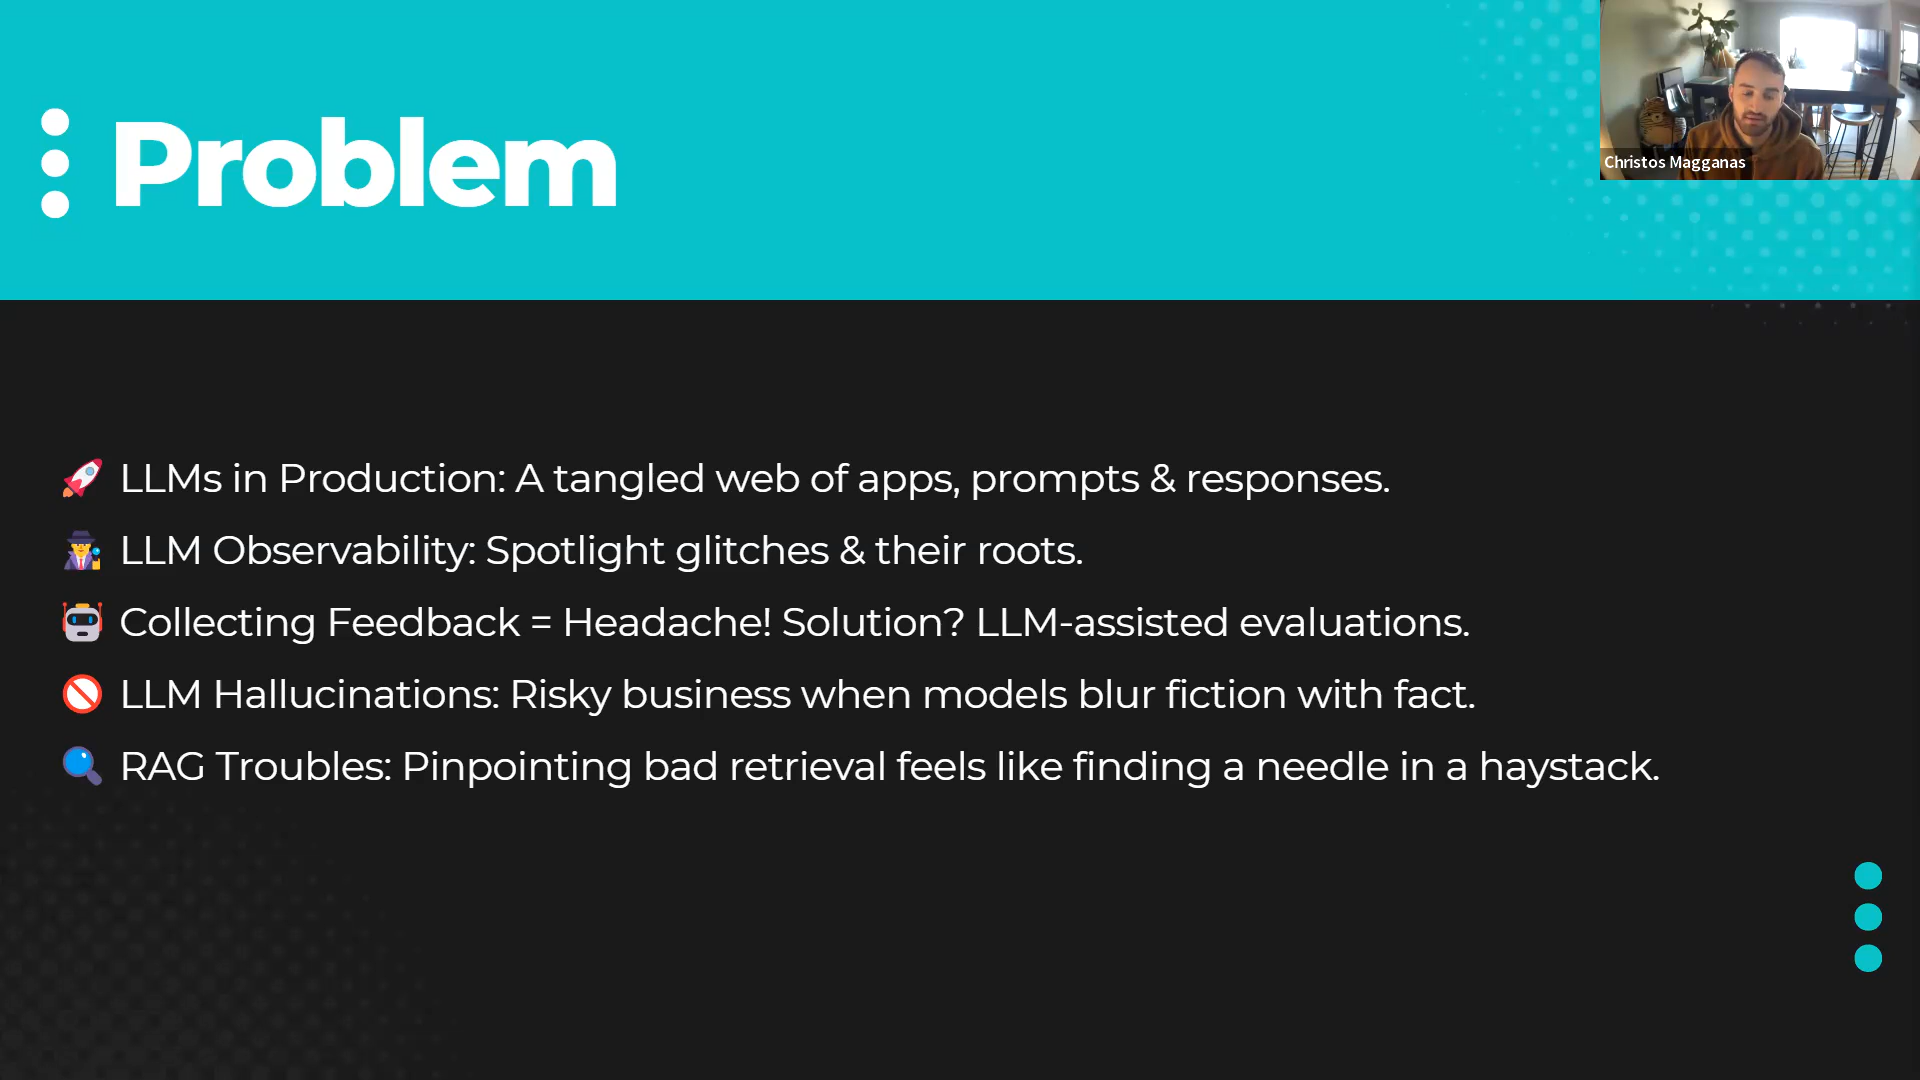 Problem
Christos Magganas
LLMs in Production: A tangled web of apps, prompts & responses.
LLM Observability: Spotlight glitches & their roots.
Collecting Feedback = Headache! Solution? LLM-assisted evaluations.
LLM Hallucinations: Risky business when models blur fiction with fact.
RAG Troubles: Pinpointing bad retrieval feels like finding a needle in a haystack.